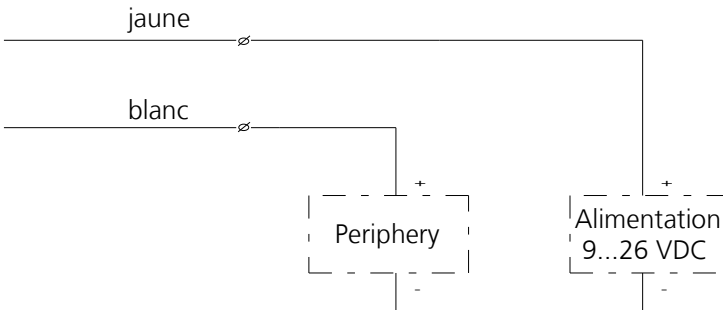 jaune
blanc
+
+
Periphery
Alimentation
9...26 VDC
-
-